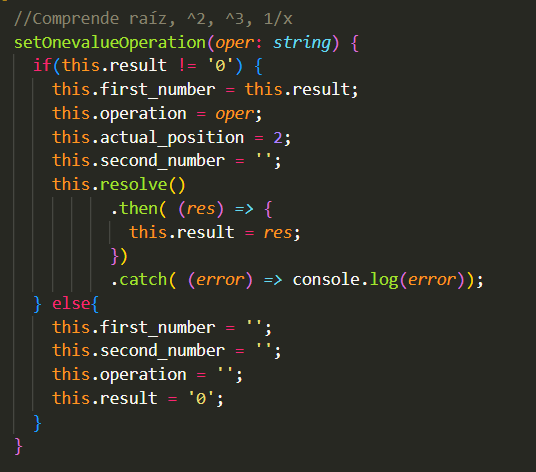 //Comprende raíz, ^2, ^3, 1/x
setOnevalueOperation(oper: string) {
  if(this.result != '0') {
    this.first_number = this.result;
    this.operation = oper;
    this.actual_position = 2;
    this.second_number = '';
    this.resolve()
          .then( (res) => {
            this.result = res;
          })
          .catch( (error) => console.log(error));
  } else{
    this.first_number = '';
    this.second_number = '';
    this.operation = '';
    this.result = '0';
  }
}